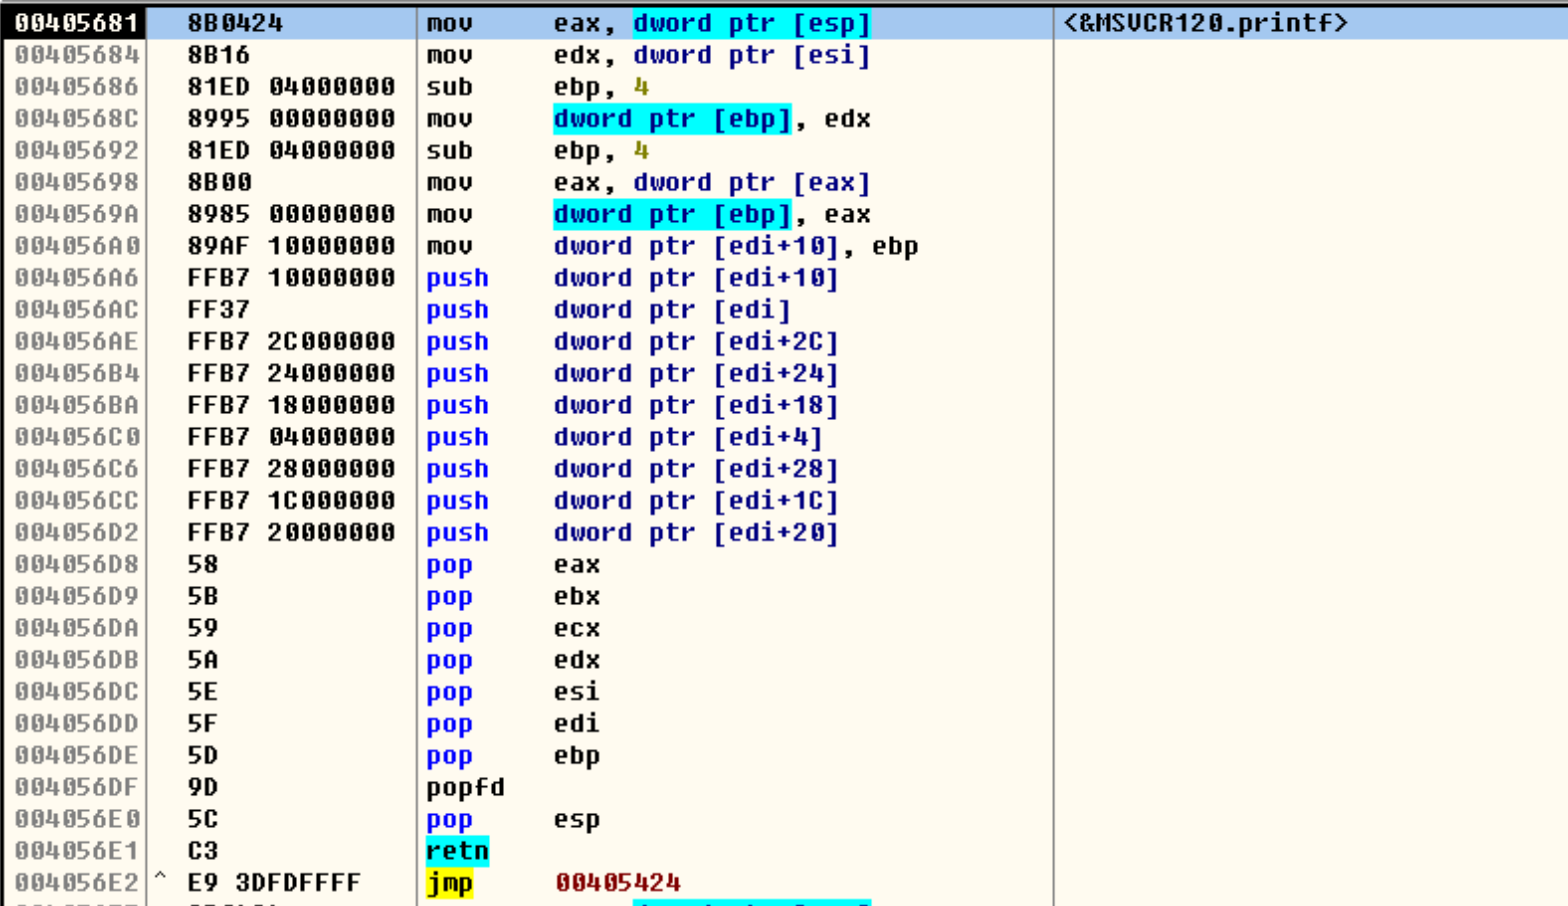 00405681 8B0424 mov eax, dword ptr [esp] <&MSVCR120.printf>
00405684 8B16 mov edx, dword ptr [esi]
00405686 81ED 04000000 sub ebp, 4
0040568C 8995 00000000 mov dword ptr [ebp], edx
00405692 81ED 04000000 sub ebp, 4
00405698 8B00 mov eax, dword ptr [eax]
0040569A 8985 00000000 mov dword ptr [ebp], eax
004056A0 89AF 10000000 mov dword ptr [edi+10], ebp
004056A6 FFB7 10000000 push dword ptr [edi+10]
004056AC FF37 push dword ptr [edi]
004056AE FFB7 2C000000 push dword ptr [edi+2C]
004056B4 FFB7 24000000 push dword ptr [edi+24]
004056BA FFB7 18000000 push dword ptr [edi+18]
004056C0 FFB7 04000000 push dword ptr [edi+4]
004056C6 FFB7 28000000 push dword ptr [edi+28]
004056CC FFB7 1C000000 push dword ptr [edi+1C]
004056D2 FFB7 20000000 push dword ptr [edi+20]
004056D8 58 pop eax
004056D9 5B pop ebx
004056DA 59 pop ecx
004056DB 5A pop edx
004056DC 5E pop esi
004056DD 5F pop edi
004056DE 5D pop ebp
004056DF 9D popfd
004056E0 5C pop esp
004056E1 C3 retn
004056E2 ^ E9 3DFDFFFF jmp 00405424